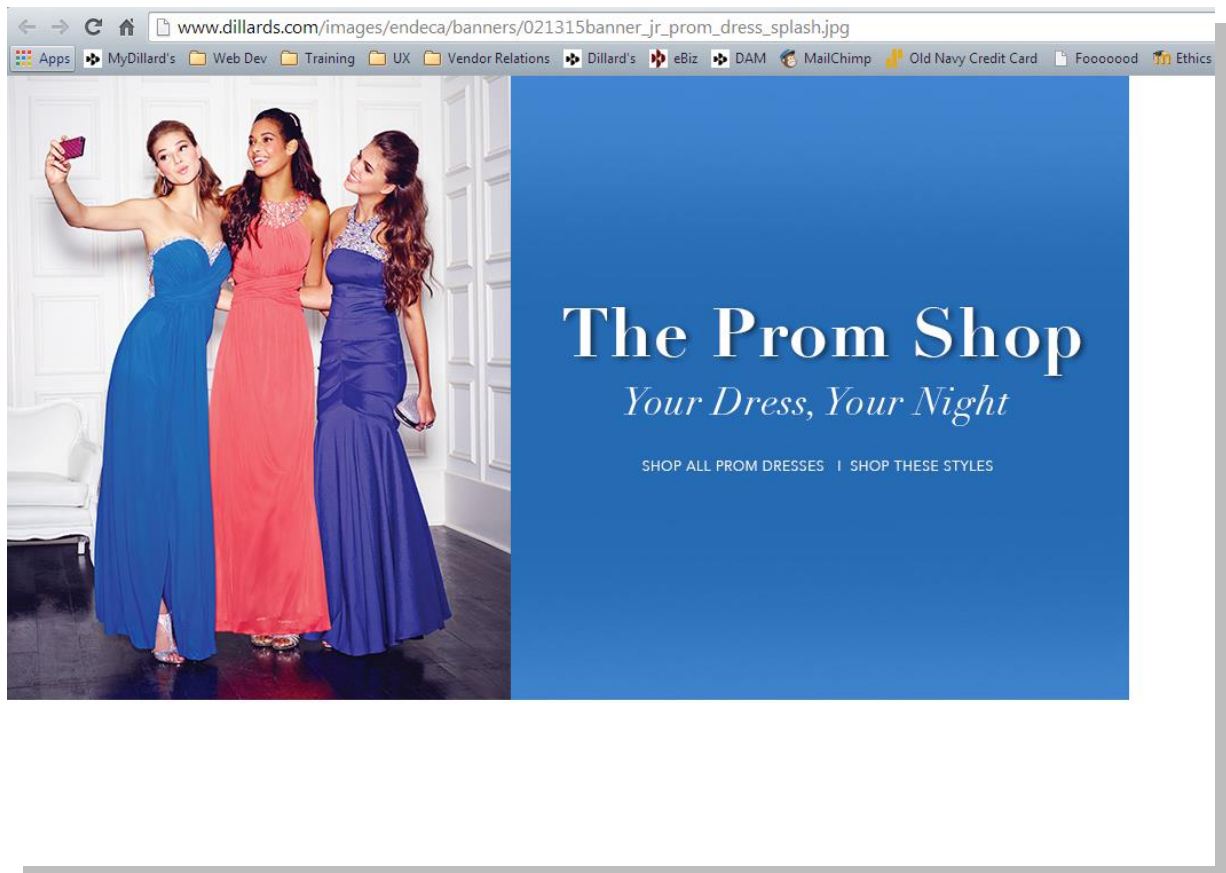 www.dillards.com/images/endeca/banners/021315banner_jr_prom_dress_splash.jpg
Apps MyDillard's Web Dev Training UX Vendor Relations Dillard's eBiz DAM MailChimp Old Navy Credit Card Fooooood Ethics
The Prom Shop
Your Dress, Your Night
SHOP ALL PROM DRESSES | SHOP THESE STYLES